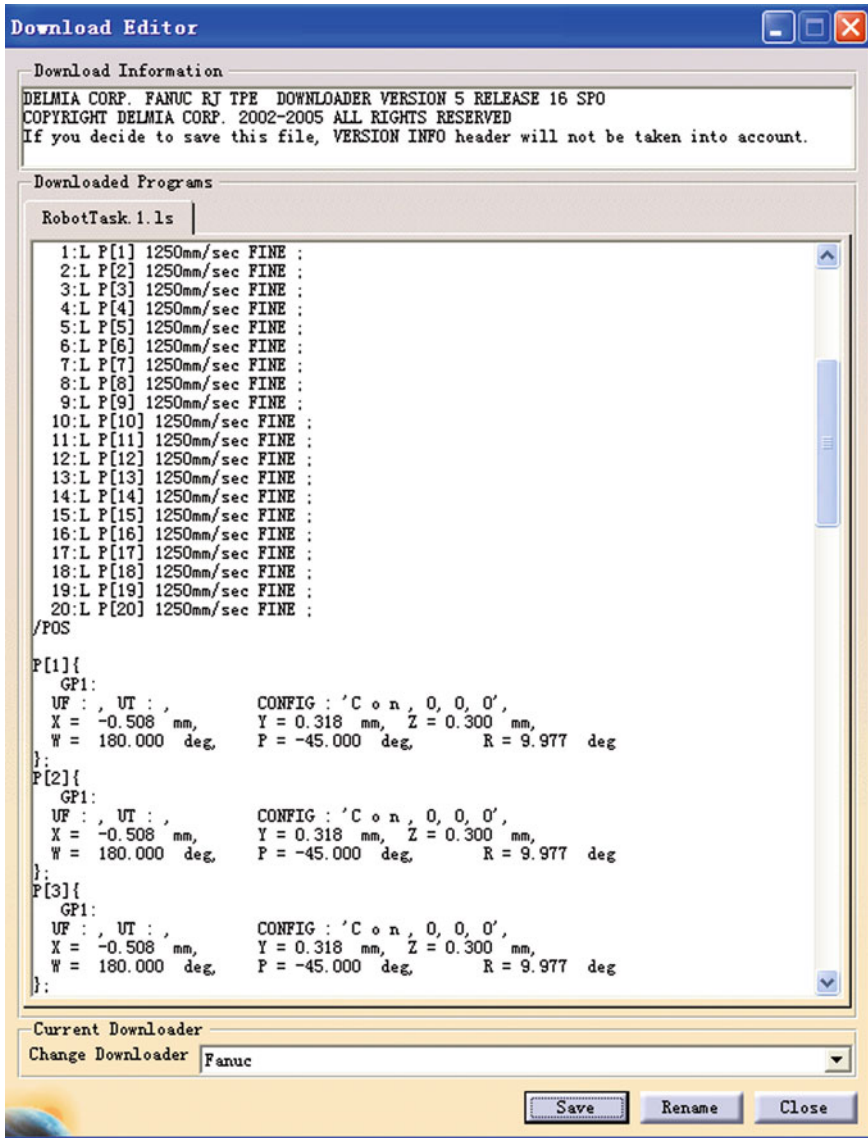 Download Editor
Download Information
DELMIA CORP. FANUC RJ TPE DOWNLOADER VERSION 5 RELEASE 16 SP0
COPYRIGHT DELMIA CORP. 2002-2005 ALL RIGHTS RESERVED
If you decide to save this file, VERSION INFO header will not be taken into account.
Downloaded Programs
RobotTask.1.ls
1:L P[1] 1250mm/sec FINE ;
2:L P[2] 1250mm/sec FINE ;
3:L P[3] 1250mm/sec FINE ;
4:L P[4] 1250mm/sec FINE ;
5:L P[5] 1250mm/sec FINE ;
6:L P[6] 1250mm/sec FINE ;
7:L P[7] 1250mm/sec FINE ;
8:L P[8] 1250mm/sec FINE ;
9:L P[9] 1250mm/sec FINE ;
10:L P[10] 1250mm/sec FINE ;
11:L P[11] 1250mm/sec FINE ;
12:L P[12] 1250mm/sec FINE ;
13:L P[13] 1250mm/sec FINE ;
14:L P[14] 1250mm/sec FINE ;
15:L P[15] 1250mm/sec FINE ;
16:L P[16] 1250mm/sec FINE ;
17:L P[17] 1250mm/sec FINE ;
18:L P[18] 1250mm/sec FINE ;
19:L P[19] 1250mm/sec FINE ;
20:L P[20] 1250mm/sec FINE ;
/POS
P[1]{
GP1:
UF : , UT : , CONFIG : 'C o n , 0, 0, 0',
X = -0.508 mm, Y = 0.318 mm, Z = 0.300 mm,
W = 180.000 deg, P = -45.000 deg, R = 9.977 deg
};
P[2]{
GP1:
UF : , UT : , CONFIG : 'C o n , 0, 0, 0',
X = -0.508 mm, Y = 0.318 mm, Z = 0.300 mm,
W = 180.000 deg, P = -45.000 deg, R = 9.977 deg
};
P[3]{
GP1:
UF : , UT : , CONFIG : 'C o n , 0, 0, 0',
X = -0.508 mm, Y = 0.318 mm, Z = 0.300 mm,
W = 180.000 deg, P = -45.000 deg, R = 9.977 deg
};
Current Downloader
Change Downloader Fanuc
Save Rename Close